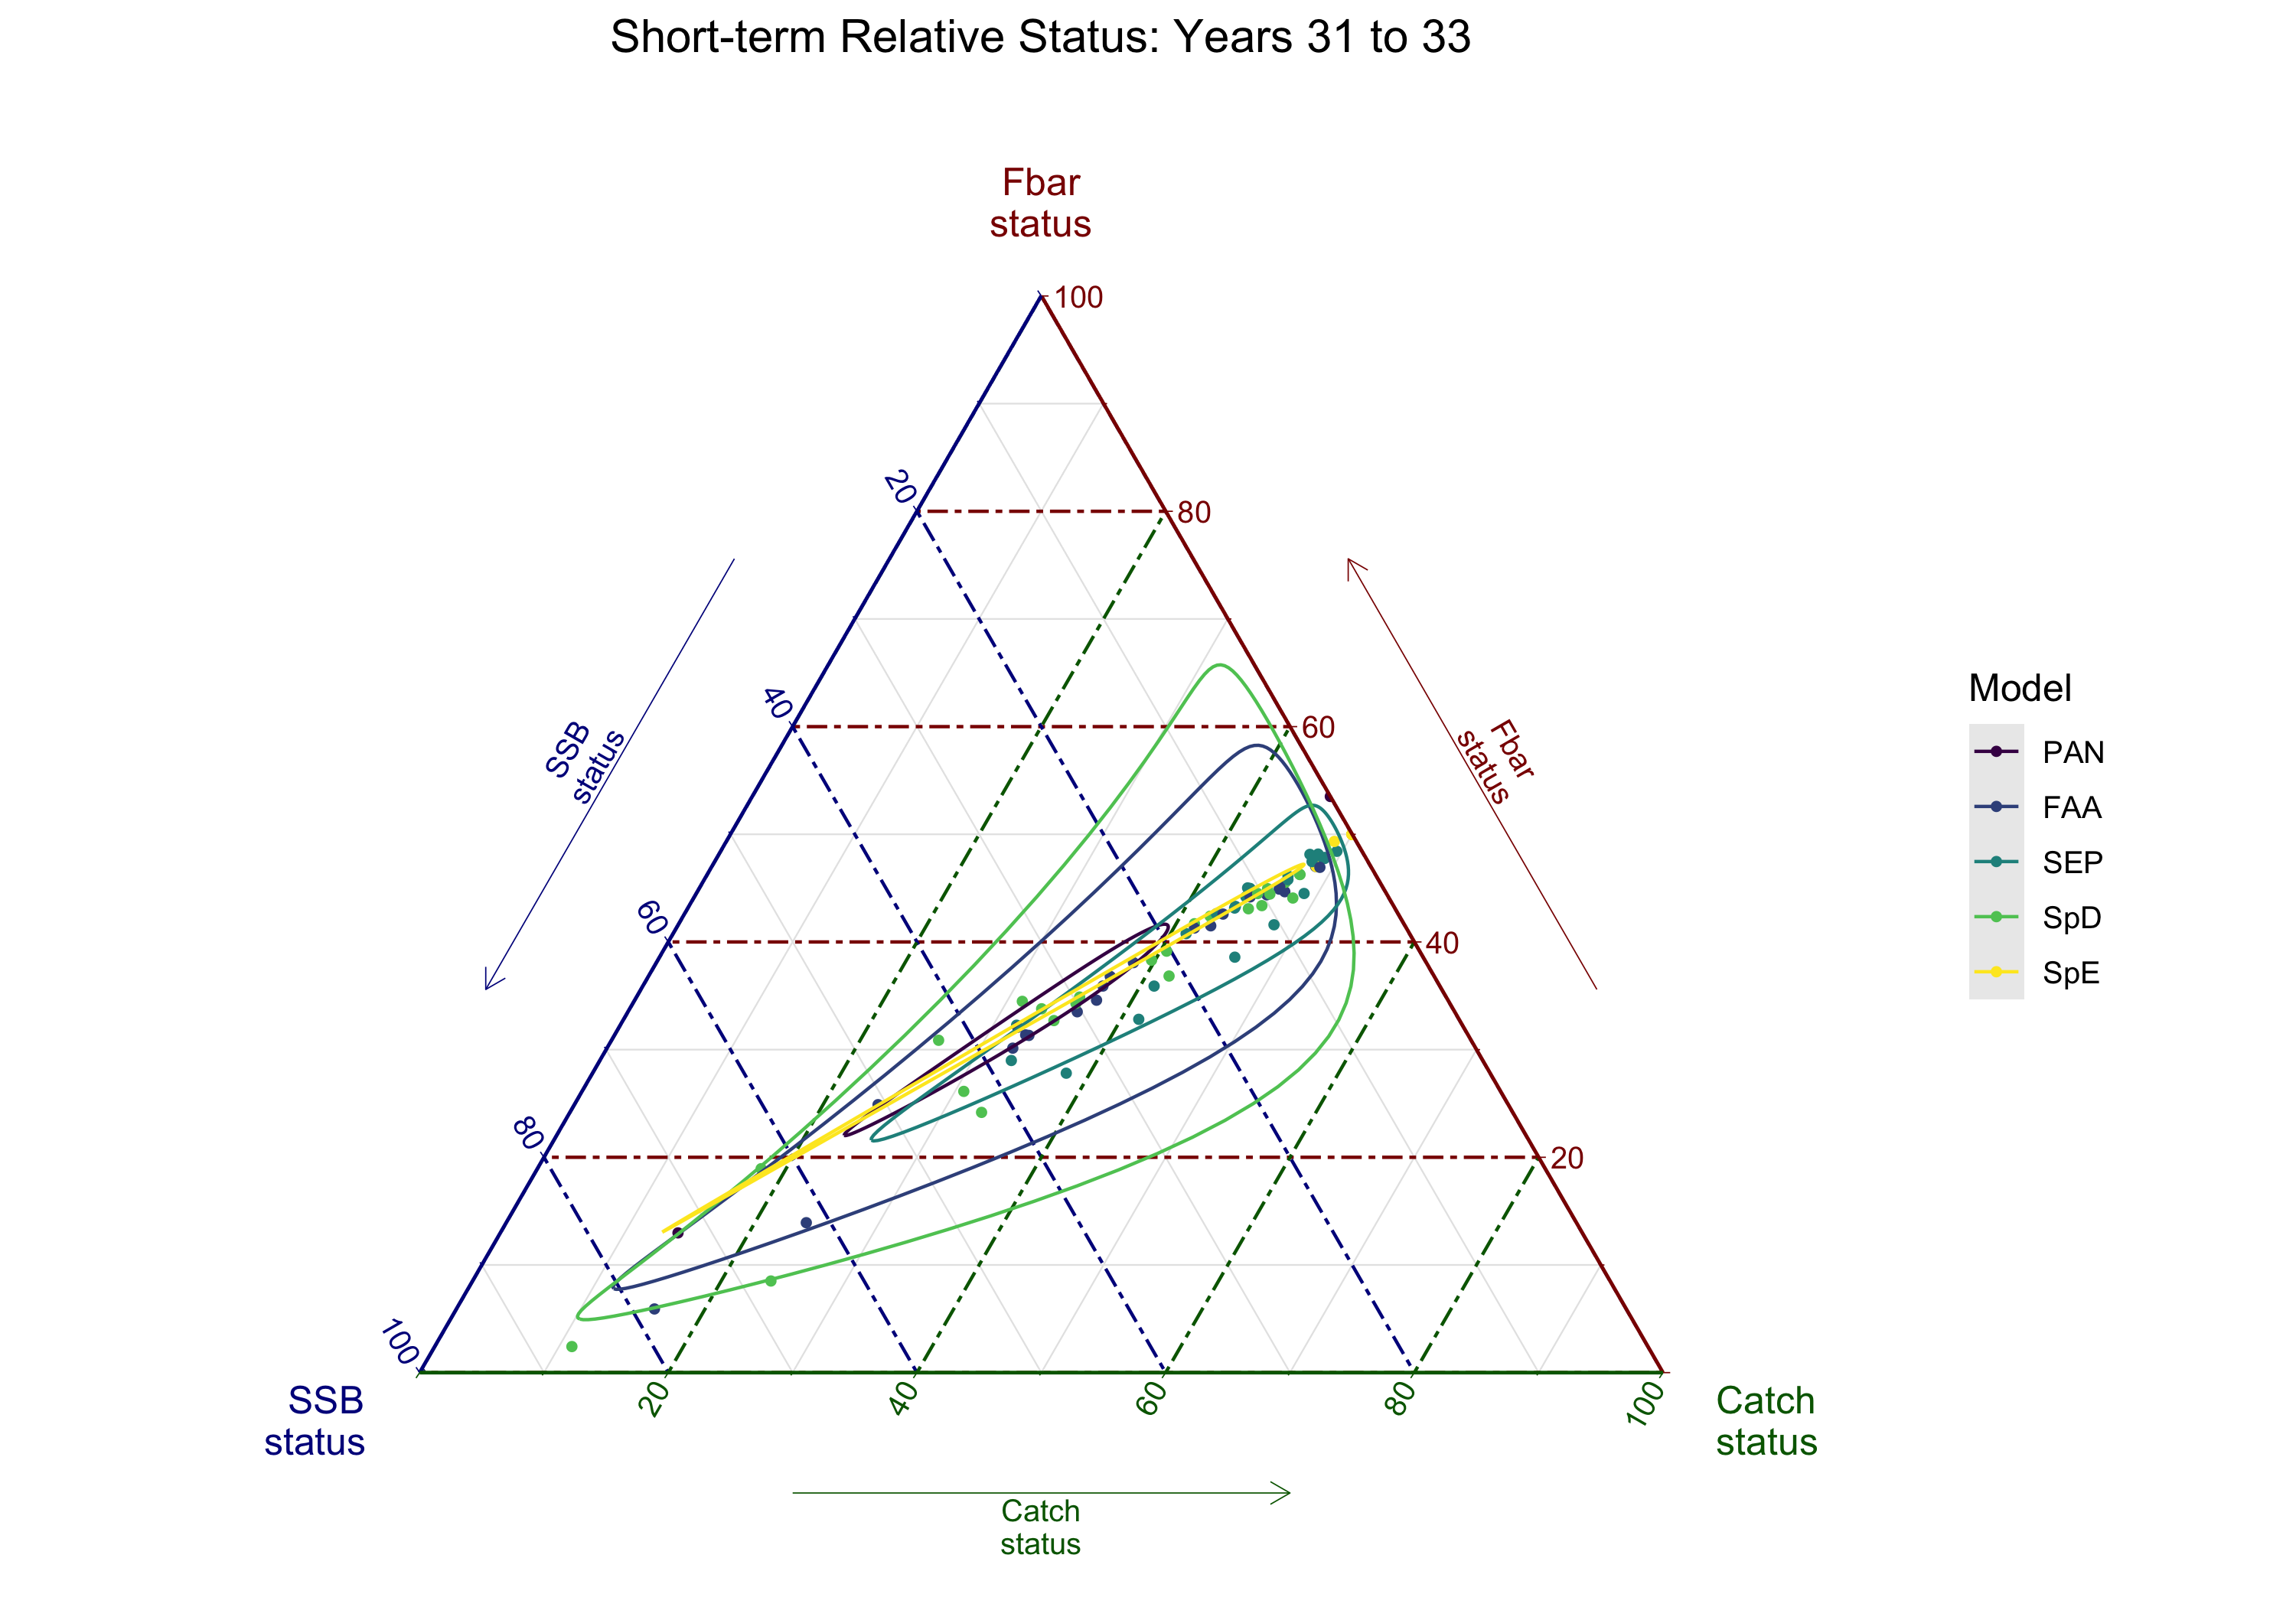 Short-term Relative Status: Years 31 to 33
Fbar
status
100
80
60
40
20
20
40
60
80
100
SSB
status
Fbar
status
SSB
status
20
40
60
80
100
Catch
status
Catch
status
Model
PAN
FAA
SEP
SpD
SpE